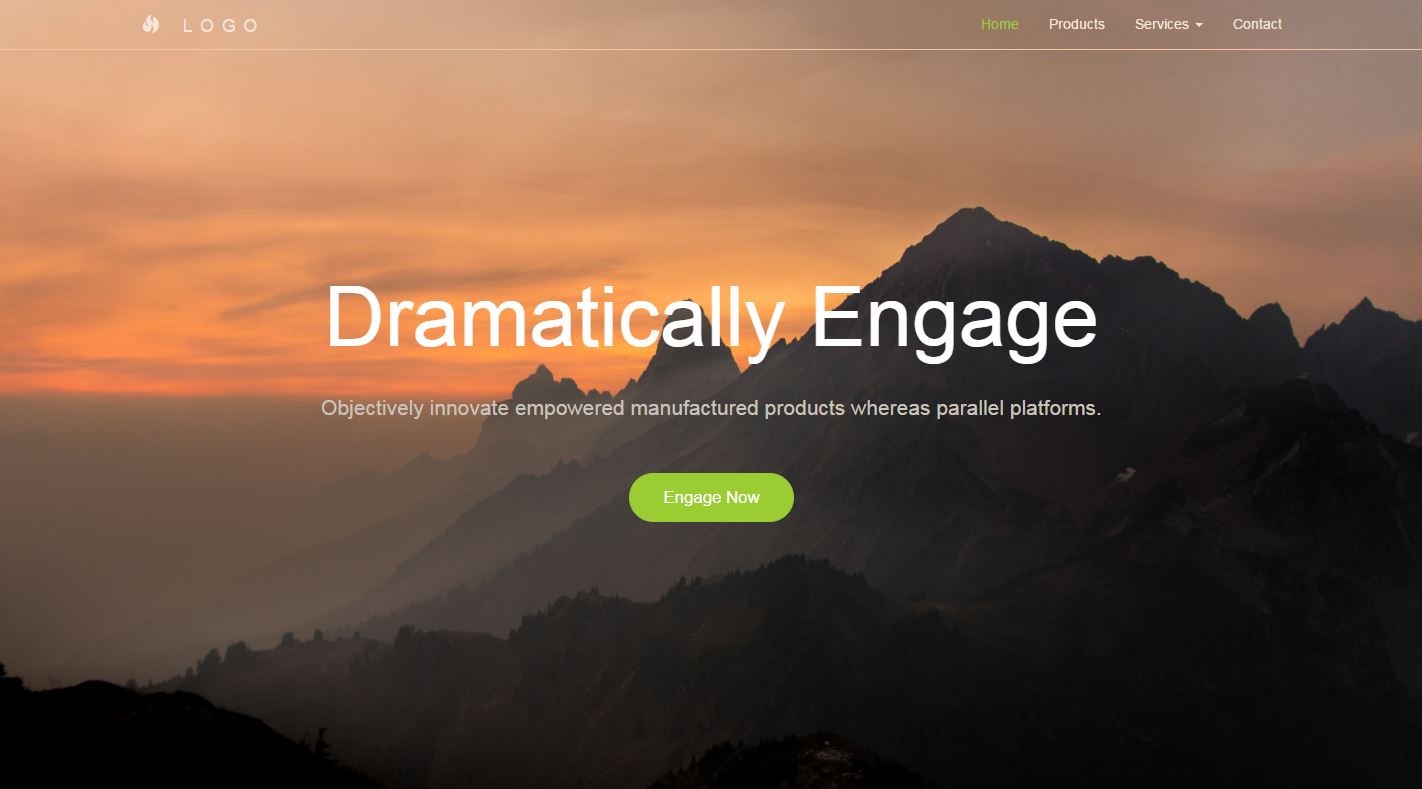 LOGO
Home Products Services Contact
Dramatically Engage
Objectively innovate empowered manufactured products whereas parallel platforms.
Engage Now